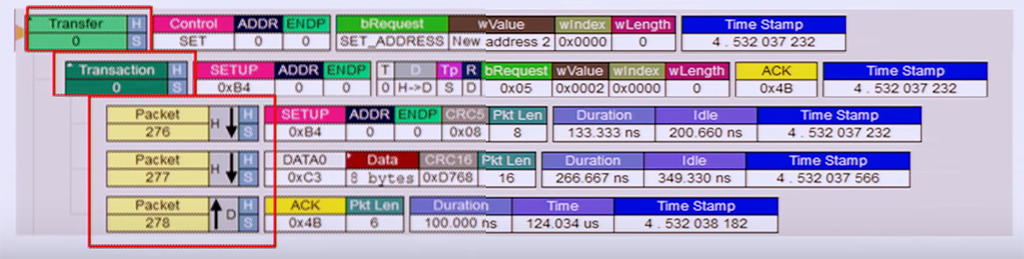 Transfer H Control ADDR ENDP bRequest wValue wIndex wLength Time Stamp
0 S SET 0 0 SET_ADDRESS New address 2 0x0000 0 4 . 532 037 232
Transaction H SETUP ADDR ENDP T D Tp R bRequest wValue wIndex wLength ACK Time Stamp
0 S 0xB4 0 0 0 H->D S D 0x05 0x0002 0x0000 0 0x4B 4 . 532 037 232
Packet H H SETUP ADDR ENDP CRC5 Pkt Len Duration Idle Time Stamp
276 S 0xB4 0 0 0x08 8 133.333 ns 200.660 ns 4 . 532 037 232
Packet H H DATA0 Data CRC16 Pkt Len Duration Idle Time Stamp
277 S 0xC3 8 bytes 0xD768 16 266.667 ns 349.330 ns 4 . 532 037 566
Packet D H ACK Pkt Len Duration Time Time Stamp
278 S 0x4B 6 100.000 ns 124.034 us 4 . 532 038 182